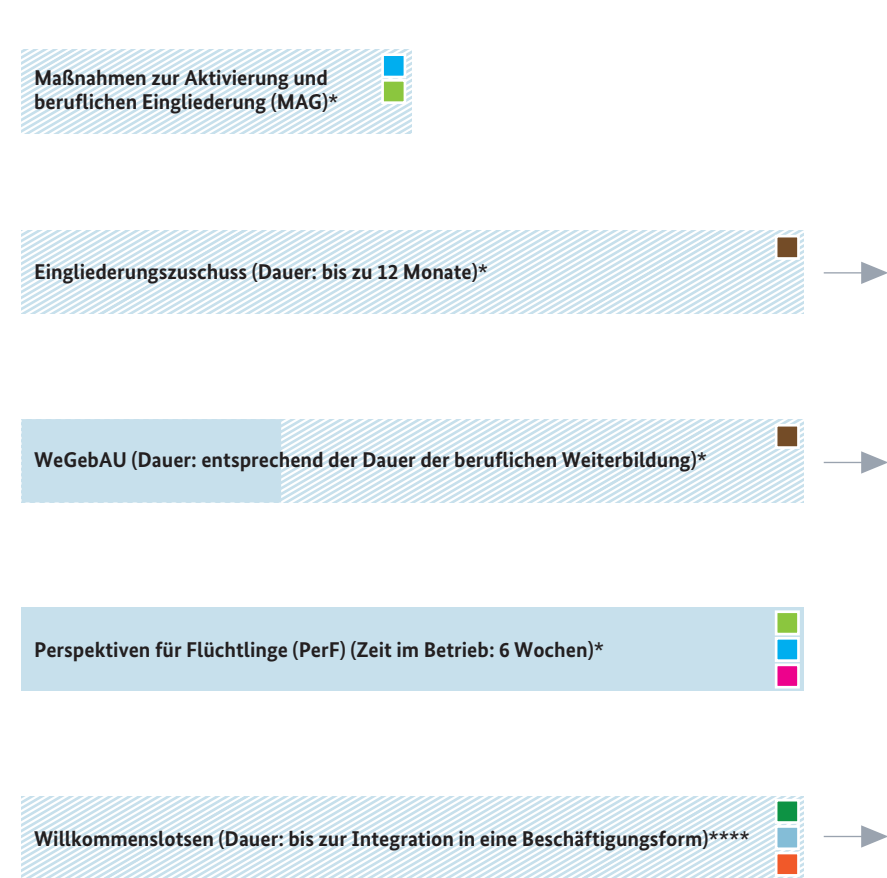 Maßnahmen zur Aktivierung und
beruflichen Eingliederung (MAG)*
Eingliederungszuschuss (Dauer: bis zu 12 Monate)*
WeGebAU (Dauer: entsprechend der Dauer der beruflichen Weiterbildung)*
Perspektiven für Flüchtlinge (PerF) (Zeit im Betrieb: 6 Wochen)*
Willkommenslotsen (Dauer: bis zur Integration in eine Beschäftigungsform)****